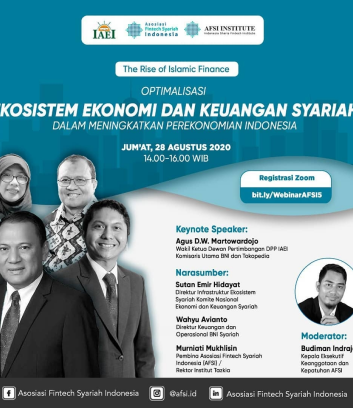 IAEI
Asosiasi
Fintech Syariah
Indonesia
AFSI INSTITUTE
The Rise of Islamic Finance
OPTIMALISASI
KOSISTEM EKONOMI DAN KEUANGAN SYARIAH
DALAM MENINGKATKAN PEREKONOMIAN INDONESIA
JUM'AT, 28 AGUSTUS 2020
14.00-16.00 WIB
Registrasi Zoom
bit.ly/WebinarAFSI5
Keynote Speaker:
Agus D.W. Martowardojo
Wakil Ketua Dewan Pertimbangan DPP IAEI
Komisaris Utama BNI dan Tokopedia
Narasumber:
Sutan Emir Hidayat
Direktur Infrastruktur Ekosistem
Syariah Komite Nasional
Ekonomi dan Keuangan Syariah
Wahyu Avianto
Direktur Keuangan dan
Operasional BNI Syariah
Murniati Mukhlisin
Pembina Asosiasi Fintech Syariah
Indonesia (AFSI) /
Rektor Institut Tazkia
Moderator:
Budiman Indraj
Kepala Eksekutif
Keanggotaan dan
Kepatuhan AFSI
Asosiasi Fintech Syariah Indonesia
@afsi.id
Asosiasi Fintech Syariah Indonesia